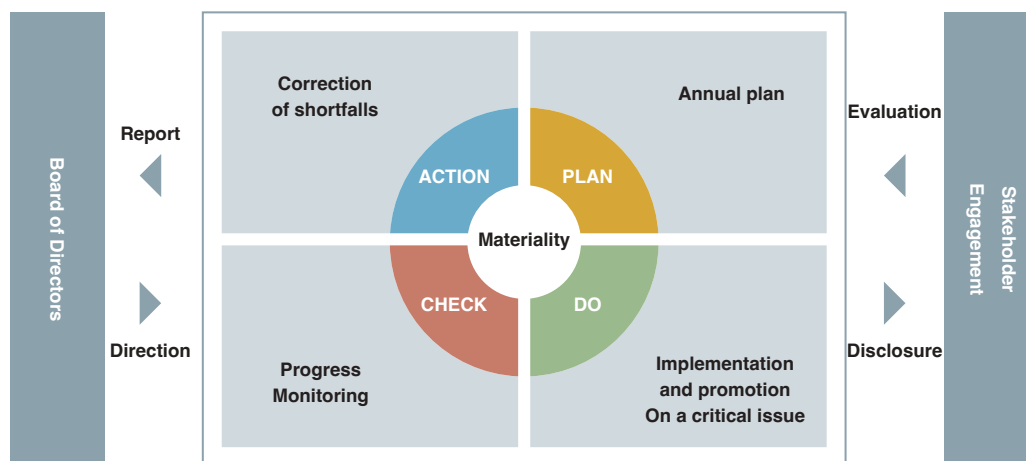 Board of Directors
Report
Direction
Correction
of shortfalls
Annual plan
ACTION
PLAN
Materiality
CHECK
DO
Progress
Monitoring
Implementation
and promotion
On a critical issue
Evaluation
Disclosure
Stakeholder
Engagement